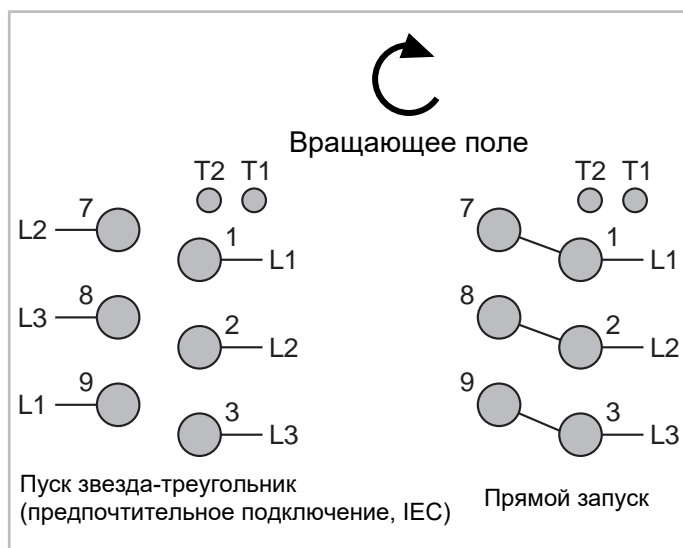 Вращающее поле
T2 T1
7
L2
1
L1
8
L3
2
L2
9
L1
3
L3
Пуск звезда-треугольник
(предпочтительное подключение, IEC)
T2 T1
7
1
L1
8
2
L2
9
3
L3
Прямой запуск